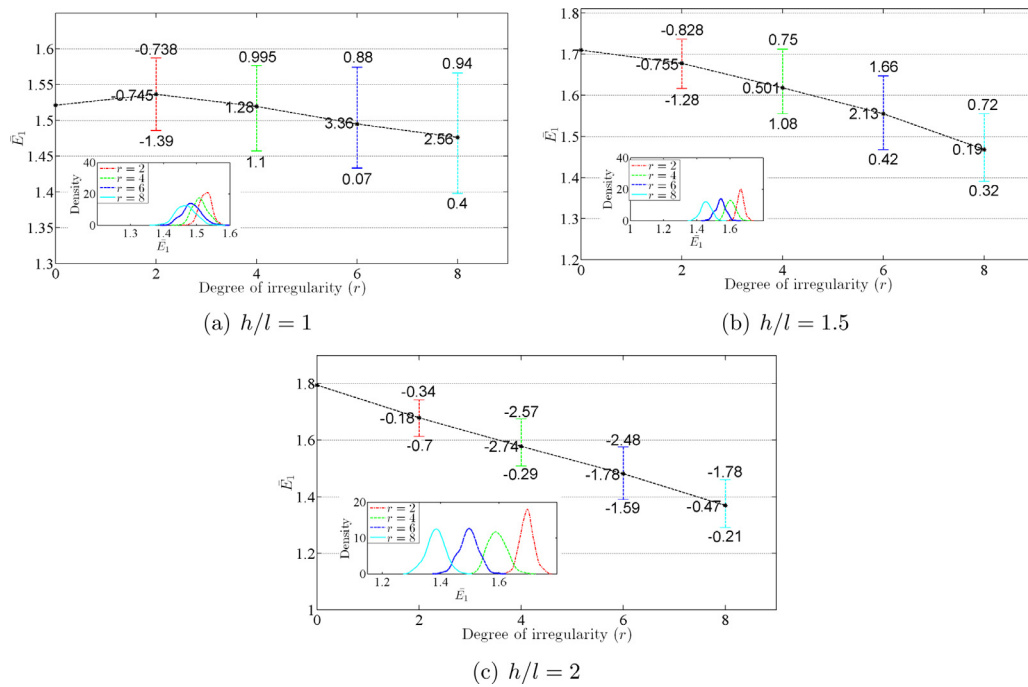 1.6
1.55
1.5
1.45
1.4
1.3
Ē₁
-0.738
-0.745
-1.39
0.995
1.28
1.1
0.88
3.36
0.07
0.94
2.56
0.4
40
20
0
Density
r = 2
r = 4
r = 6
r = 8
1.3 1.4 1.5 1.6
Ē₁
0 2 4 6 8
Degree of irregularity (r)
(a) h/l = 1
1.8
1.7
1.6
1.5
1.4
1.3
1.2
Ē₁
-0.828
-0.755
-1.28
0.75
0.501
1.08
1.66
2.13
0.42
0.72
0.19
0.32
40
20
0
Density
r = 2
r = 4
r = 6
r = 8
1 1.2 1.4 1.6
Ē₁
0 2 4 6 8
Degree of irregularity (r)
(b) h/l = 1.5
1.8
1.6
1.4
1.2
1
Ē₁
-0.34
-0.18
-0.7
-2.57
-2.74
-0.29
-2.48
-1.78
-1.59
-1.78
-0.47
-0.21
20
10
0
Density
r = 2
r = 4
r = 6
r = 8
1.2 1.4 1.6
Ē₁
0 2 4 6 8
Degree of irregularity (r)
(c) h/l = 2